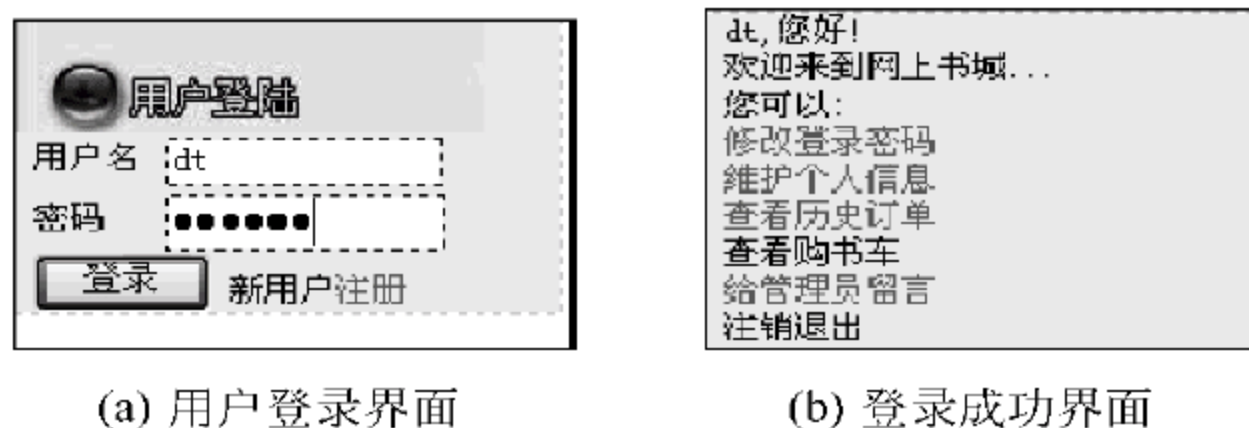 用户登陆
用户名 dt
密码 ●●●●●●
登录 新用户注册
(a) 用户登录界面
dt,您好!
欢迎来到网上书城...
您可以:
修改登录密码
维护个人信息
查看历史订单
查看购书车
给管理员留言
注销退出
(b) 登录成功界面